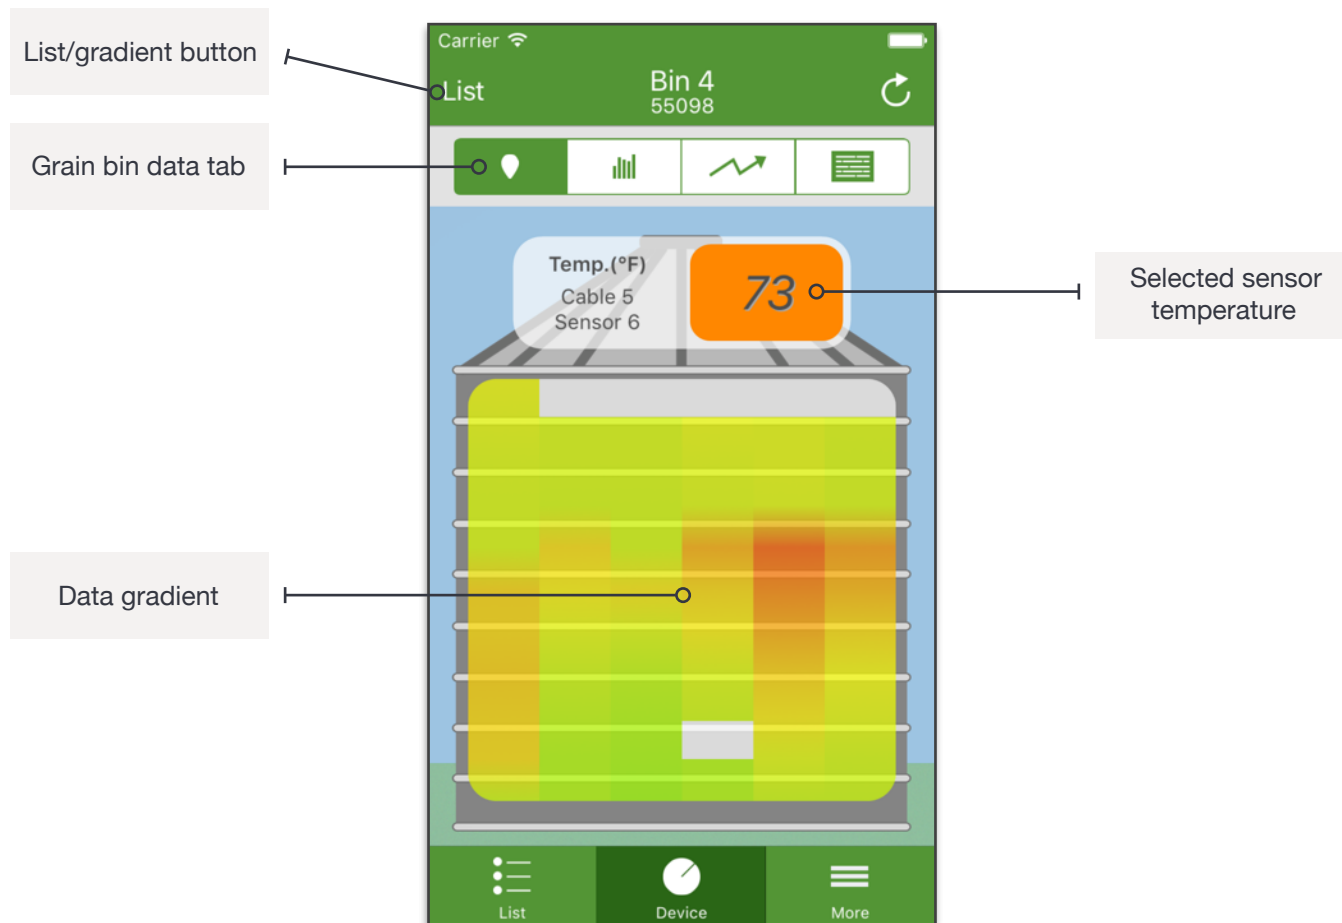 List/gradient button
Carrier
List
Bin 4
55098
Grain bin data tab
Temp.(°F)
Cable 5
Sensor 6
73
Selected sensor
temperature
Data gradient
List
Device
More